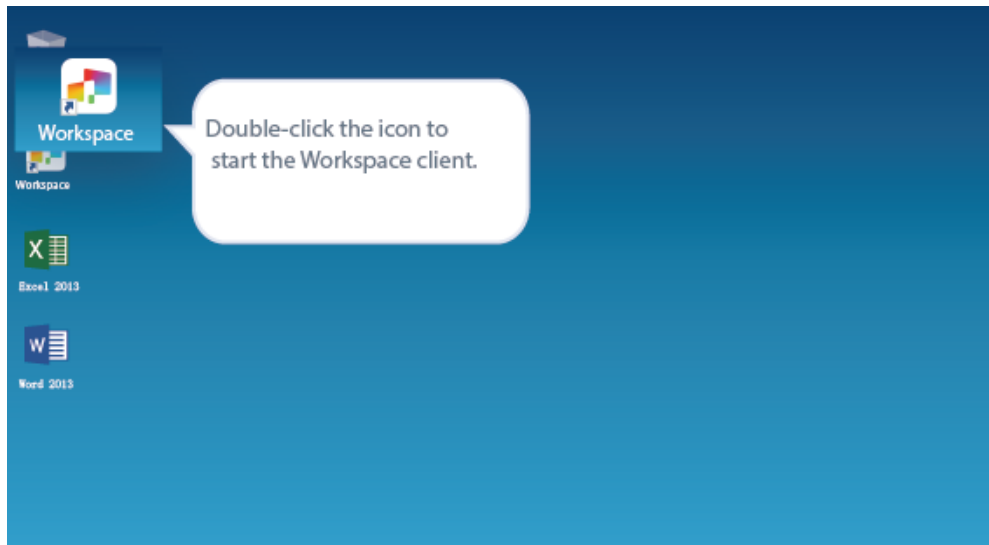 Workspace
Double-click the icon to
start the Workspace client.
Workspace
Excel 2013
Word 2013